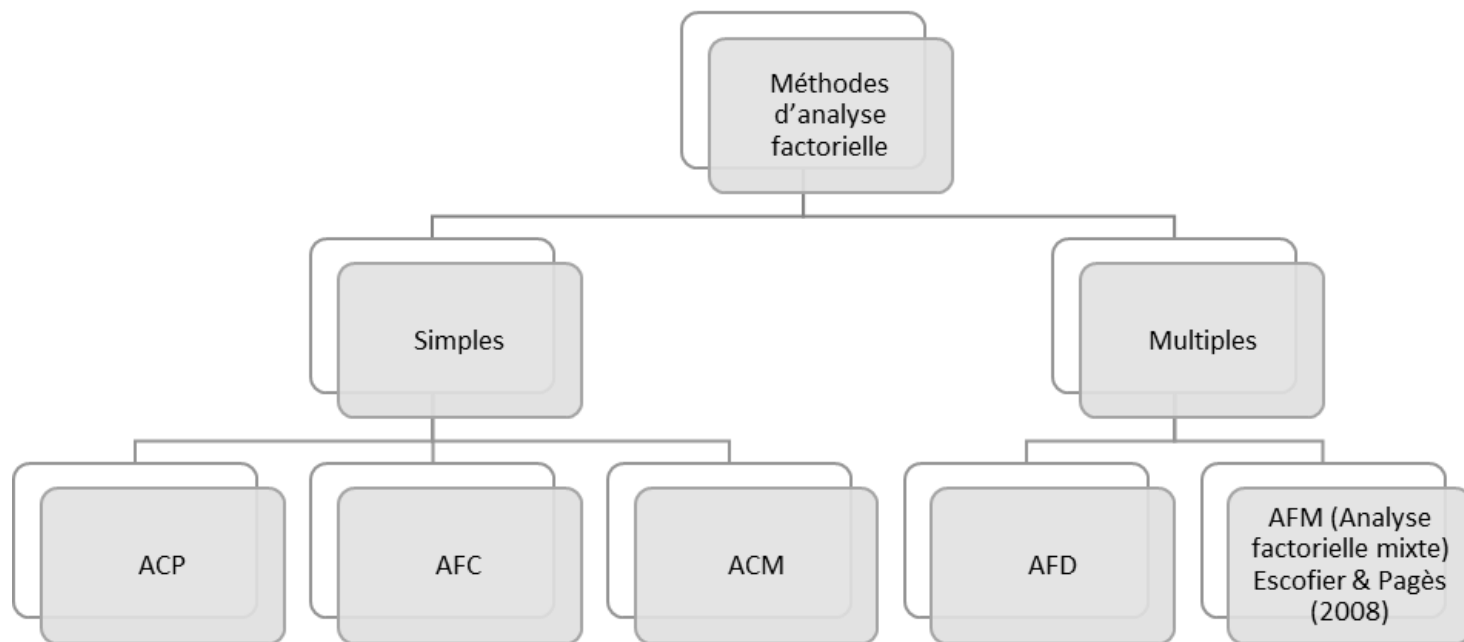 Méthodes
d’analyse
factorielle
Simples
Multiples
ACP
AFC
ACM
AFD
AFM (Analyse
factorielle mixte)
Escofier & Pagès
(2008)